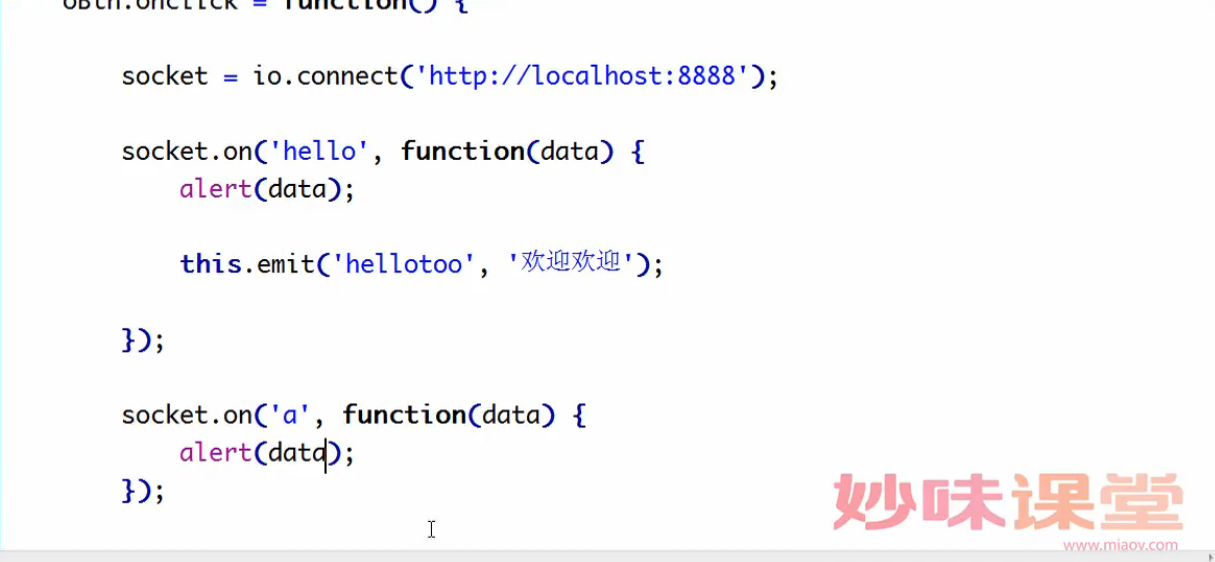 oBtn.onclick = function() {
socket = io.connect('http://localhost:8888');
socket.on('hello', function(data) {
alert(data);
this.emit('hellotoo', '欢迎欢迎');
});
socket.on('a', function(data) {
alert(data);
});
妙味课堂
www.miaov.com